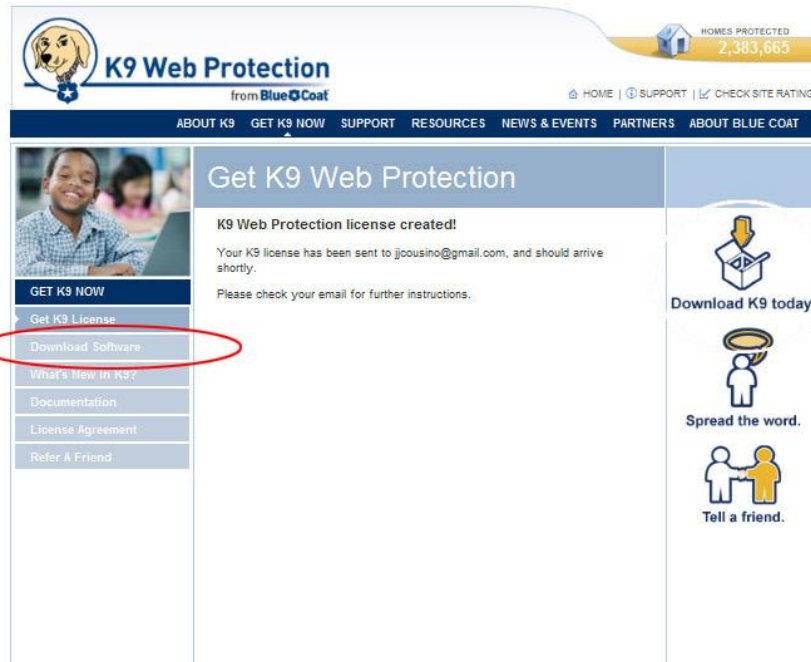 K9 Web Protection
from Blue Coat
HOMES PROTECTED
2,383,665
HOME | SUPPORT | CHECK SITE RATING
ABOUT K9 GET K9 NOW SUPPORT RESOURCES NEWS & EVENTS PARTNERS ABOUT BLUE COAT
Get K9 Web Protection
K9 Web Protection license created!
Your K9 license has been sent to jjcousino@gmail.com, and should arrive
shortly.
Please check your email for further instructions.
GET K9 NOW
Get K9 License
Download Software
What's New in K9?
Documentation
License Agreement
Refer A Friend
Download K9 today
Spread the word.
Tell a friend.